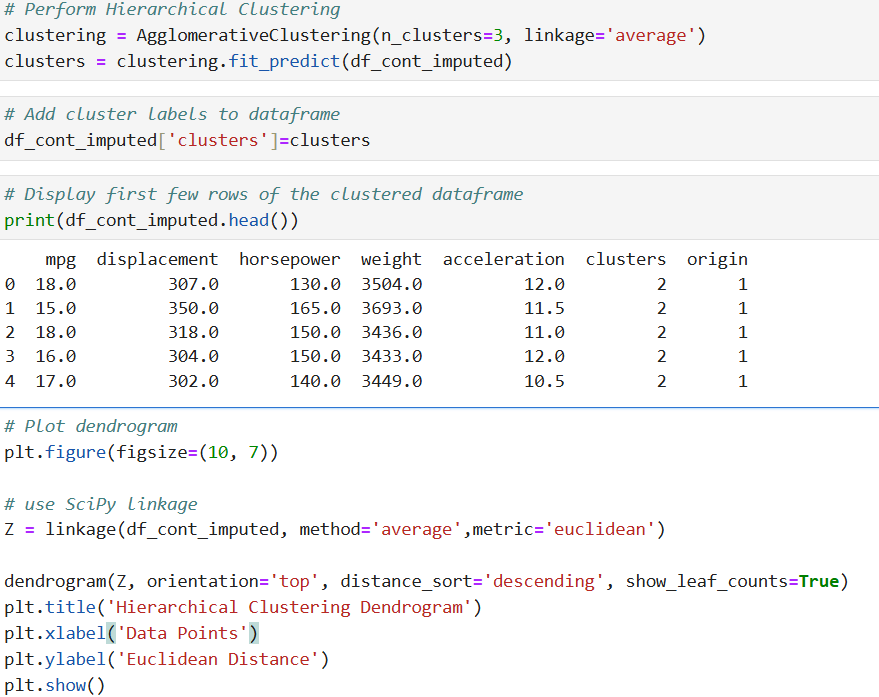 # Perform Hierarchical Clustering
clustering = AgglomerativeClustering(n_clusters=3, linkage='average')
clusters = clustering.fit_predict(df_cont_imputed)
# Add cluster labels to dataframe
df_cont_imputed['clusters']=clusters
# Display first few rows of the clustered dataframe
print(df_cont_imputed.head())
mpg displacement horsepower weight acceleration clusters origin
0 18.0 307.0 130.0 3504.0 12.0 2 1
1 15.0 350.0 165.0 3693.0 11.5 2 1
2 18.0 318.0 150.0 3436.0 11.0 2 1
3 16.0 304.0 150.0 3433.0 12.0 2 1
4 17.0 302.0 140.0 3449.0 10.5 2 1
# Plot dendrogram
plt.figure(figsize=(10, 7))
# use SciPy linkage
Z = linkage(df_cont_imputed, method='average',metric='euclidean')
dendrogram(Z, orientation='top', distance_sort='descending', show_leaf_counts=True)
plt.title('Hierarchical Clustering Dendrogram')
plt.xlabel('Data Points')
plt.ylabel('Euclidean Distance')
plt.show()